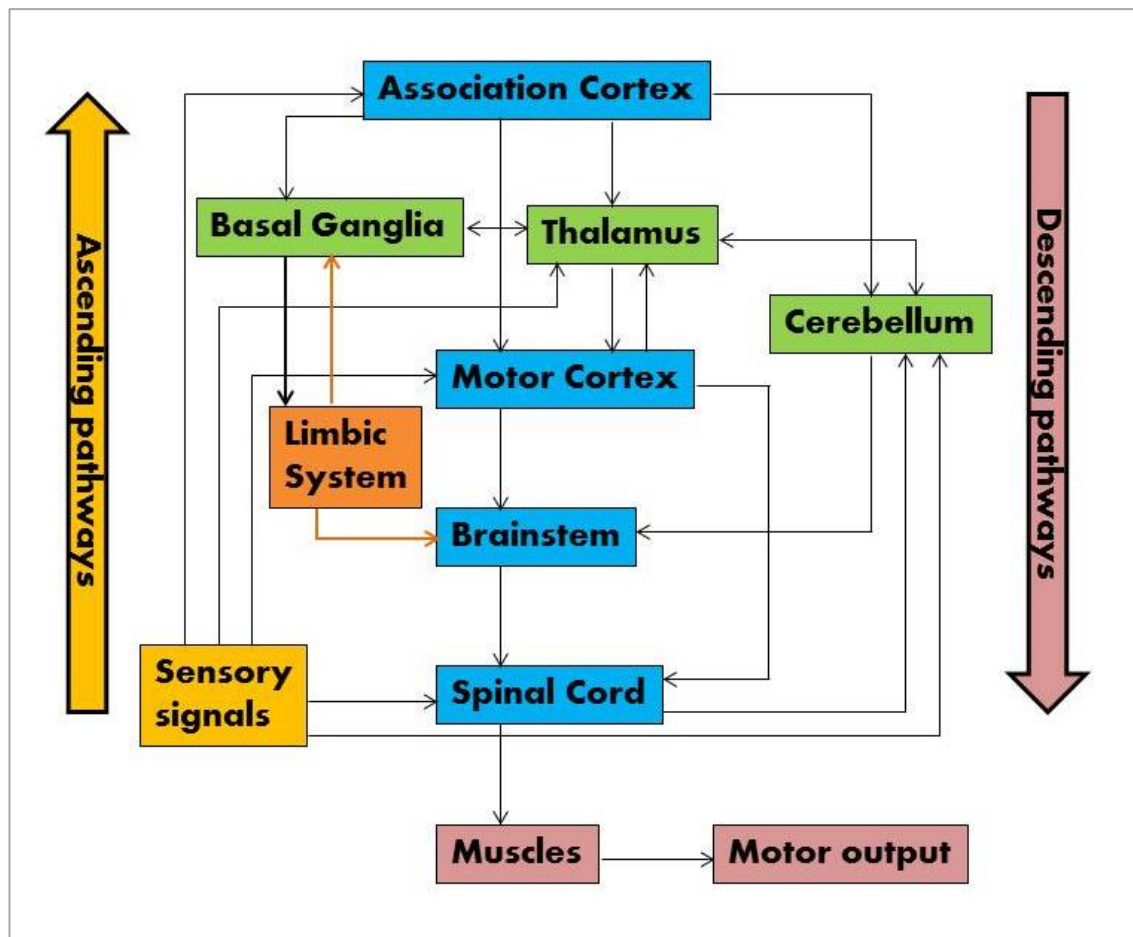 Association Cortex
Ascending pathways
Descending pathways
Basal Ganglia
Thalamus
Cerebellum
Motor Cortex
Limbic
System
Brainstem
Sensory
signals
Spinal Cord
Muscles
Motor output